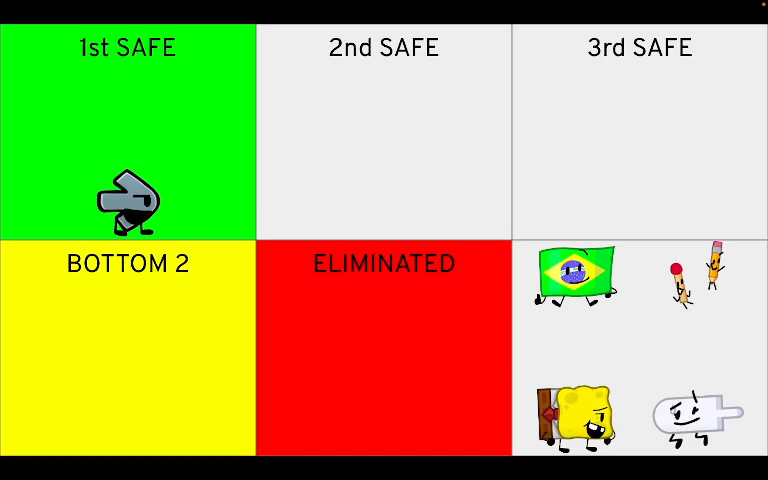 1st SAFE
2nd SAFE
3rd SAFE
BOTTOM 2
ELIMINATED